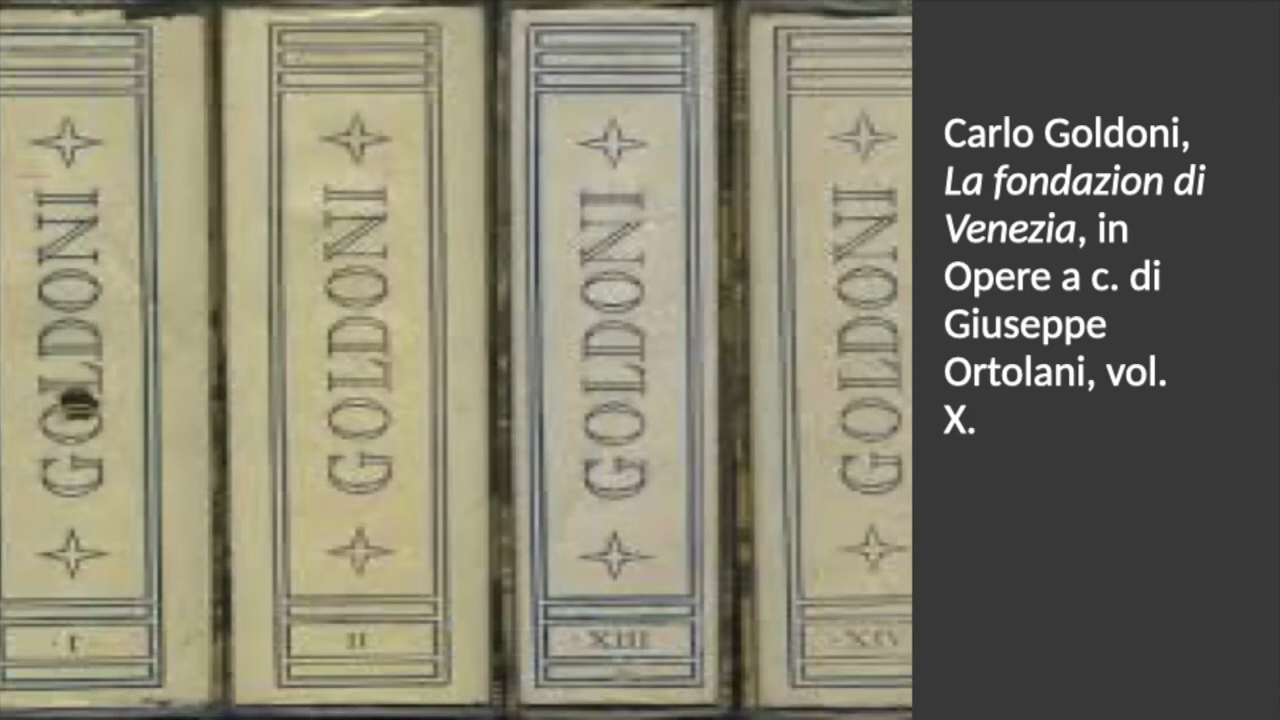 GOLDONI
I
GOLDONI
II
GOLDONI
XIII
GOLDONI
XIV
Carlo Goldoni,
La fondazion di
Venezia, in
Opere a c. di
Giuseppe
Ortolani, vol.
X.